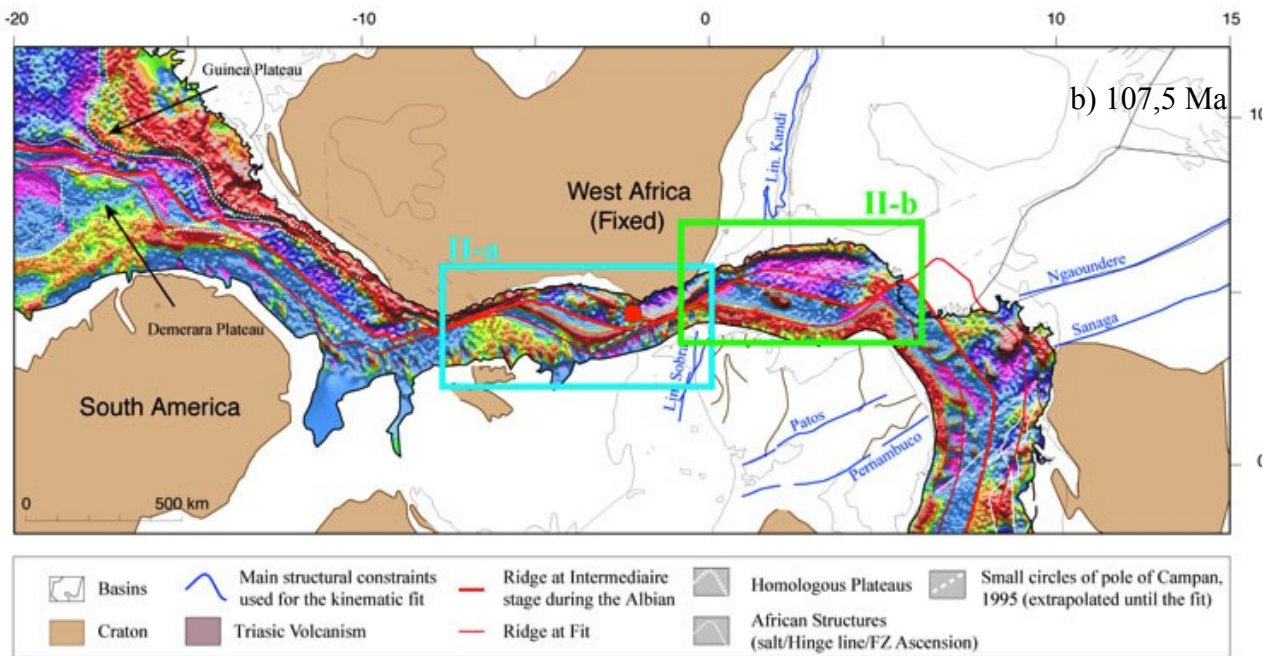 -20
-10
0
10
15
Guinea Plateau
b) 107,5 Ma
10
Lin. Kandi
West Africa
(Fixed)
II-b
II-a
Ngaoundere
Demerara Plateau
Sanaga
South America
Lin. Sobra
Patos
Pernambuco
0
0 500 km
Basins
Craton
Main structural constraints
used for the kinematic fit
Triasic Volcanism
Ridge at Intermediaire
stage during the Albian
Ridge at Fit
Homologous Plateaus
African Structures
(salt/Hinge line/FZ Ascension)
Small circles of pole of Campan,
1995 (extrapolated until the fit)